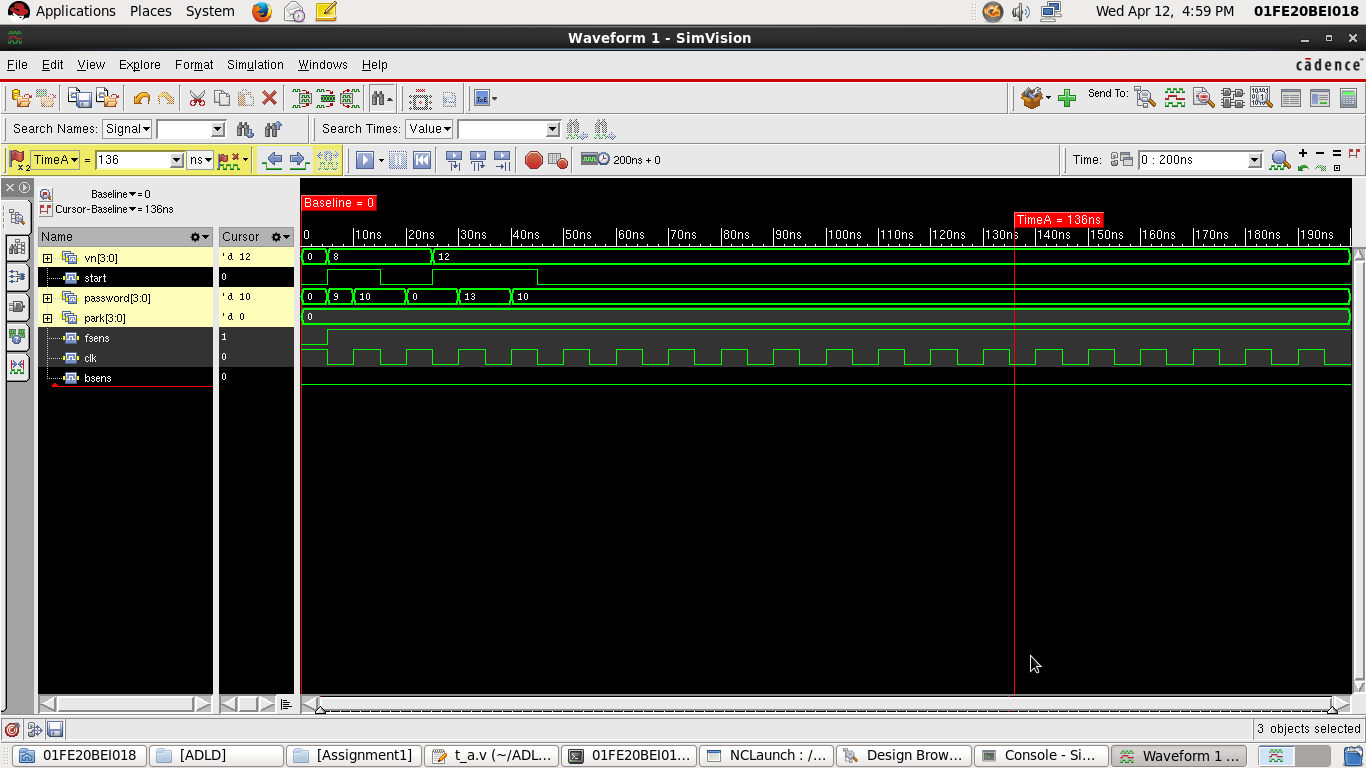 Applications Places System Wed Apr 12, 4:59 PM 01FE20BEI018
Waveform 1 - SimVision
File Edit View Explore Format Simulation Windows Help cādence
Send To:
Search Names: Signal Search Times: Value
x2 TimeA = 136 ns 200ns + 0 Time: 0 : 200ns
Baseline = 0
Cursor-Baseline = 136ns
Baseline = 0
TimeA = 136ns
Name Cursor 0 10ns 20ns 30ns 40ns 50ns 60ns 70ns 80ns 90ns 100ns 110ns 120ns 130ns 140ns 150ns 160ns 170ns 180ns 190ns
vn[3:0] 'd 12 0 8 12
start 0
password[3:0] 'd 10 0 9 10 0 13 10
park[3:0] 'd 0 0
fsens 1
clk 0
bsens 0
3 objects selected
01FE20BEI018 [ADLD] [Assignment1] t_a.v (~/ADL... 01FE20BEI01... NCLaunch : /... Design Brow... Console - Si... Waveform 1 ...